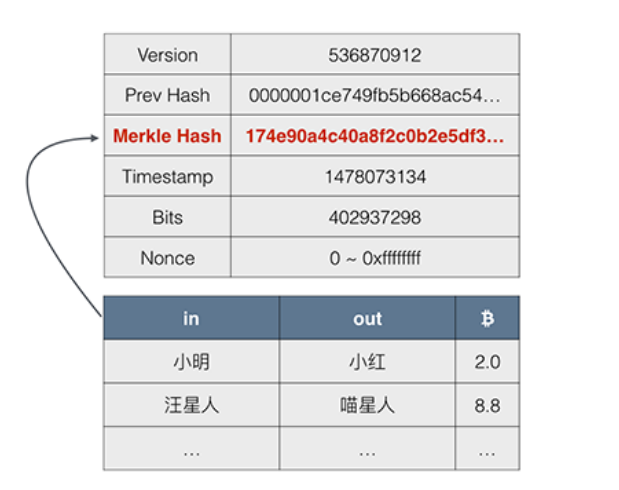 Version 536870912
Prev Hash 0000001ce749fb5b668ac54...
Merkle Hash 174e90a4c40a8f2c0b2e5df3...
Timestamp 1478073134
Bits 402937298
Nonce 0 ~ 0xffffffff
in out ₿
小明 小红 2.0
汪星人 喵星人 8.8
... ... ...